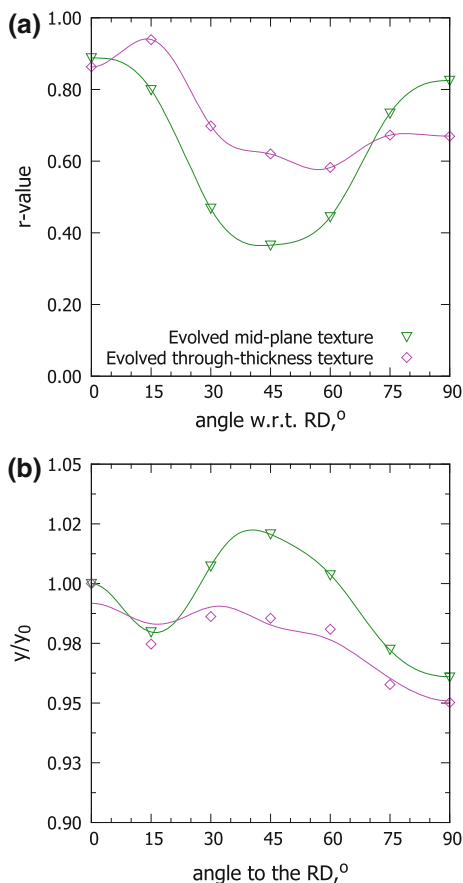 (a)
1.00
0.80
0.60
0.40
0.20
0.00
r-value
Evolved mid-plane texture
Evolved through-thickness texture
0 15 30 45 60 75 90
angle w.r.t. RD,°
(b)
1.05
1.02
1.00
0.98
0.95
0.93
0.90
y/y₀
0 15 30 45 60 75 90
angle to the RD,°